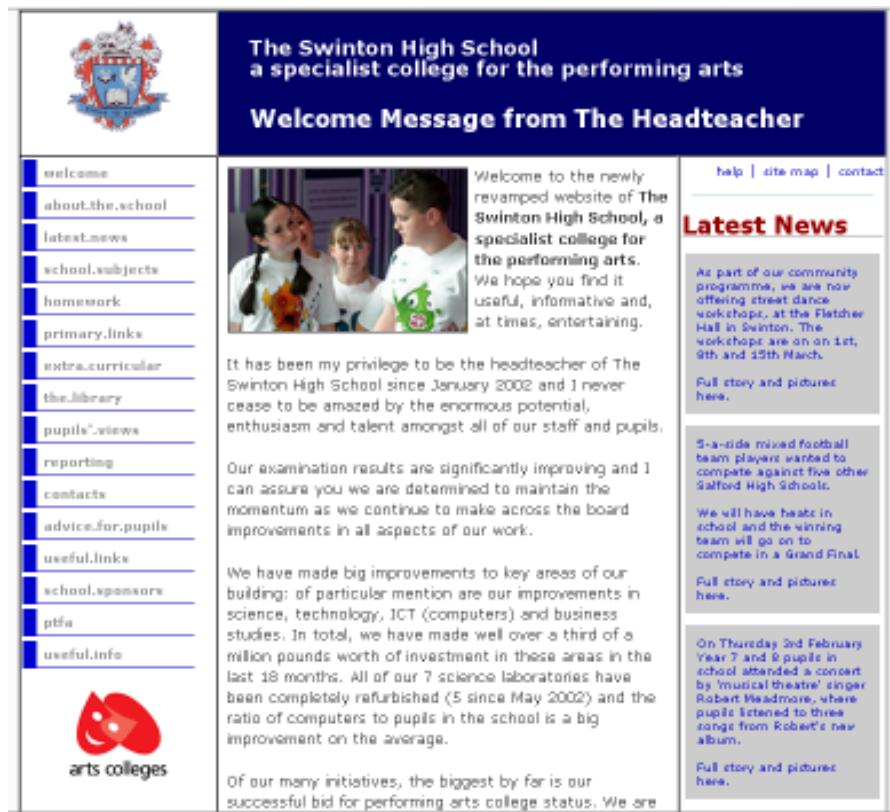 The Swinton High School
a specialist college for the performing arts
Welcome Message from The Headteacher
welcome
about.the.school
latest.news
school.subjects
homework
primary.links
extra.curricular
the.library
pupils'.views
reporting
contacts
advice.for.pupils
useful.links
school.sponsors
ptfa
useful.info
arts colleges
Welcome to the newly
revamped website of The
Swinton High School, a
specialist college for
the performing arts.
We hope you find it
useful, informative and,
at times, entertaining.
It has been my privilege to be the headteacher of The
Swinton High School since January 2002 and I never
cease to be amazed by the enormous potential,
enthusiasm and talent amongst all of our staff and pupils.
Our examination results are significantly improving and I
can assure you we are determined to maintain the
momentum as we continue to make across the board
improvements in all aspects of our work.
We have made big improvements to key areas of our
building: of particular mention are our improvements in
science, technology, ICT (computers) and business
studies. In total, we have made well over a third of a
million pounds worth of investment in these areas in the
last 18 months. All of our 7 science laboratories have
been completely refurbished (5 since May 2002) and the
ratio of computers to pupils in the school is a big
improvement on the average.
Of our many initiatives, the biggest by far is our
successful bid for performing arts college status. We are
help | site map | contact
Latest News
As part of our community
programme, we are now
offering street dance
workshops, at the Fletcher
Hall in Swinton. The
workshops are on on 1st,
8th and 15th March.
Full story and pictures
here.
5-a-side mixed football
team players wanted to
compete against five other
Salford High Schools.
We will have heats in
school and the winning
team will go on to
compete in a Grand Final.
Full story and pictures
here.
On Thursday 3rd February
Year 7 and 8 pupils in
school attended a concert
by 'musical theatre' singer
Robert Meadmore, where
pupils listened to three
songs from Robert's new
album.
Full story and pictures
here.